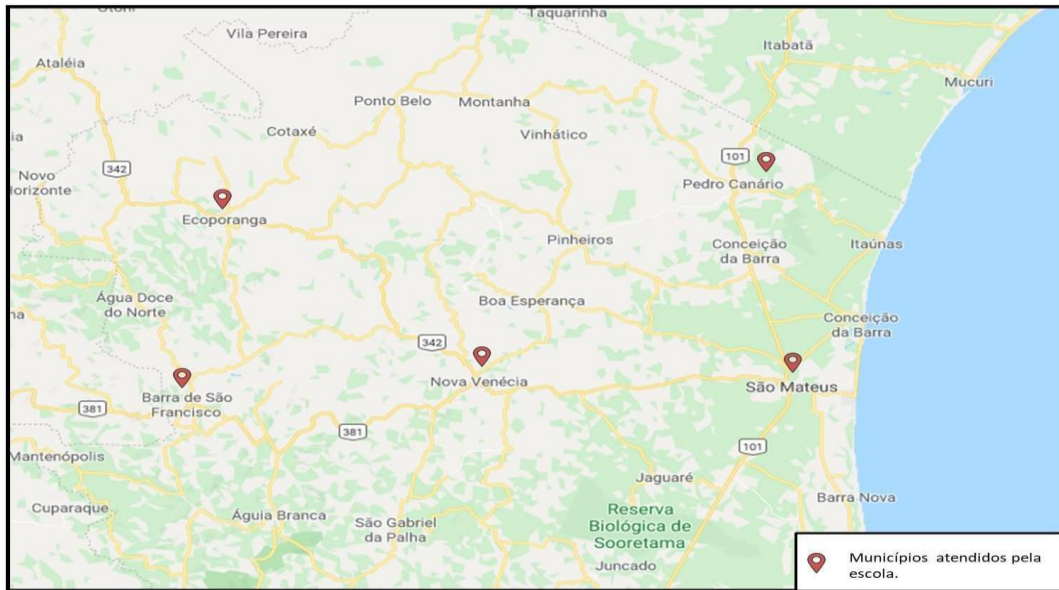 Taquarinha
Vila Pereira
Itabatã
Otoni
Ataléia
Mucuri
Ponto Belo
Montanha
Cotaxé
Vinhático
101
342
Novo
Horizonte
Pedro Canário
Ecoporanga
Pinheiros
Conceição
da Barra
Itaúnas
Água Doce
do Norte
Boa Esperança
Conceição
da Barra
342
Nova Venécia
São Mateus
Barra de São
Francisco
381
381
101
Mantenópolis
Jaguaré
Barra Nova
Cuparaque
Reserva
Biológica de
Sooretama
Águia Branca
São Gabriel
da Palha
Juncado
Municípios atendidos pela
escola.